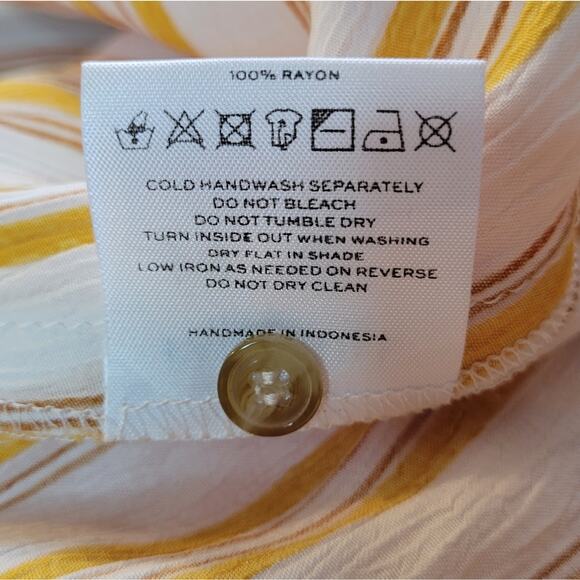 100% RAYON
COLD HANDWASH SEPARATELY
DO NOT BLEACH
DO NOT TUMBLE DRY
TURN INSIDE OUT WHEN WASHING
DRY FLAT IN SHADE
LOW IRON AS NEEDED ON REVERSE
DO NOT DRY CLEAN
HANDMADE IN INDONESIA